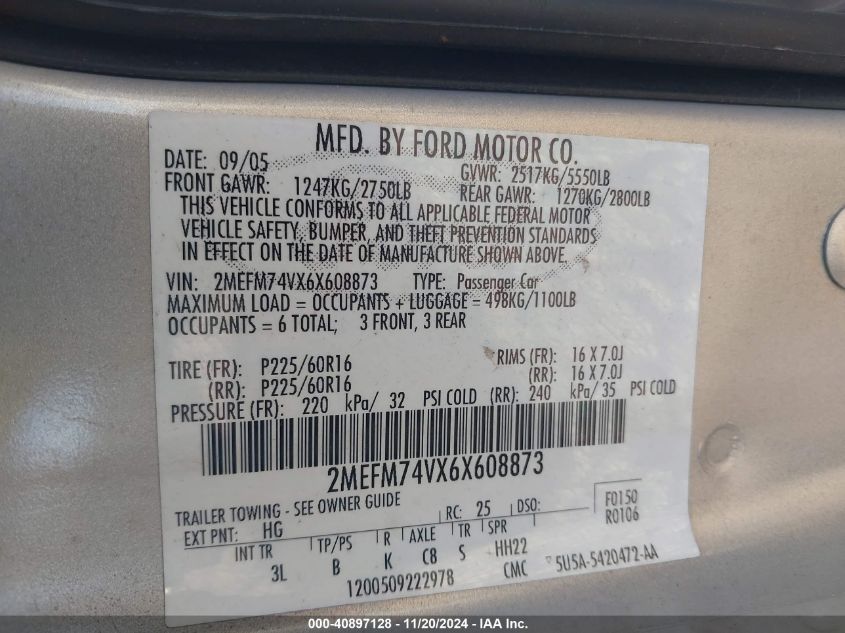 MFD. BY FORD MOTOR CO.
DATE: 09/05 GVWR: 2517KG/5550LB
FRONT GAWR: 1247KG/2750LB REAR GAWR: 1270KG/2800LB
THIS VEHICLE CONFORMS TO ALL APPLICABLE FEDERAL MOTOR
VEHICLE SAFETY, BUMPER, AND THEFT PREVENTION STANDARDS
IN EFFECT ON THE DATE OF MANUFACTURE SHOWN ABOVE.
VIN: 2MEFM74VX6X608873 TYPE: Passenger Car
MAXIMUM LOAD = OCCUPANTS + LUGGAGE = 498KG/1100LB
OCCUPANTS = 6 TOTAL; 3 FRONT, 3 REAR
TIRE (FR): P225/60R16 RIMS (FR): 16 X 7.0J
(RR): P225/60R16 (RR): 16 X 7.0J
PRESSURE (FR): 220 kPa/ 32 PSI COLD (RR): 240 kPa/ 35 PSI COLD
2MEFM74VX6X608873
TRAILER TOWING - SEE OWNER GUIDE RC: 25 DSO: F0150
EXT PNT: HG R0106
INT TR TP/PS R AXLE TR SPR
3L B K C8 S HH22
1200509222978 CMC 5U5A-5420472-AA
000-40897128 - 11/20/2024 - IAA Inc.